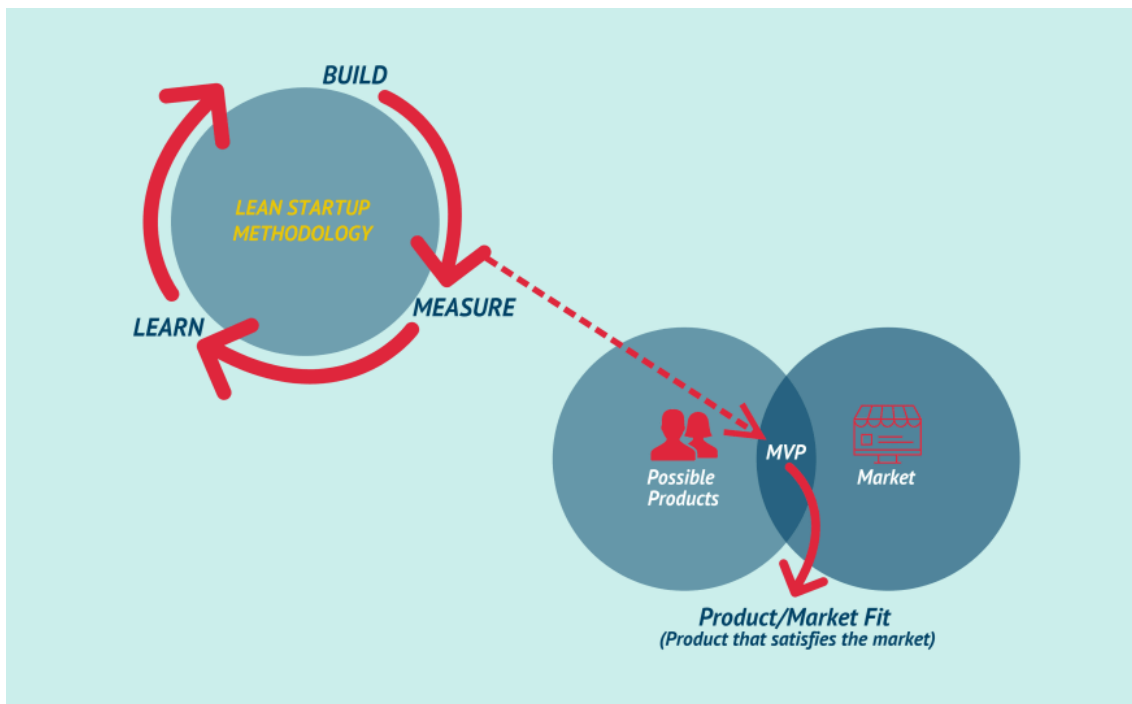 BUILD
LEAN STARTUP
METHODOLOGY
MEASURE
LEARN
MVP
Possible
Products
Market
Product/Market Fit
(Product that satisfies the market)